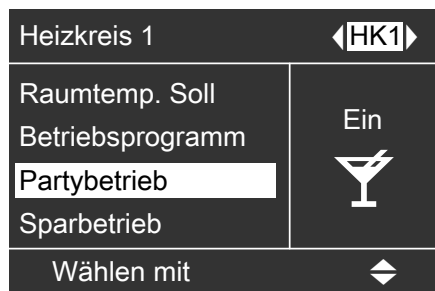 Heizkreis 1 HK1
Raumtemp. Soll
Betriebsprogramm
Partybetrieb
Sparbetrieb
Ein
Wählen mit